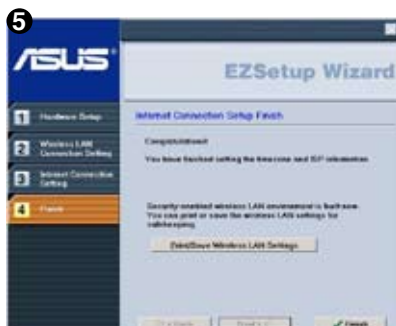 5
ASUS
EZSetup Wizard
1 Hardware Setup
Internet Connection Setup Finish
2 Wireless LAN
Connection Setting
3 Internet Connection
Setting
4 Finish
Congratulations!
You have finished setting the timezone and ISP information
Security-enabled wireless LAN environment is built now.
You can print or save the wireless LAN settings for
safekeeping.
Print/Save Wireless LAN Settings
Finish